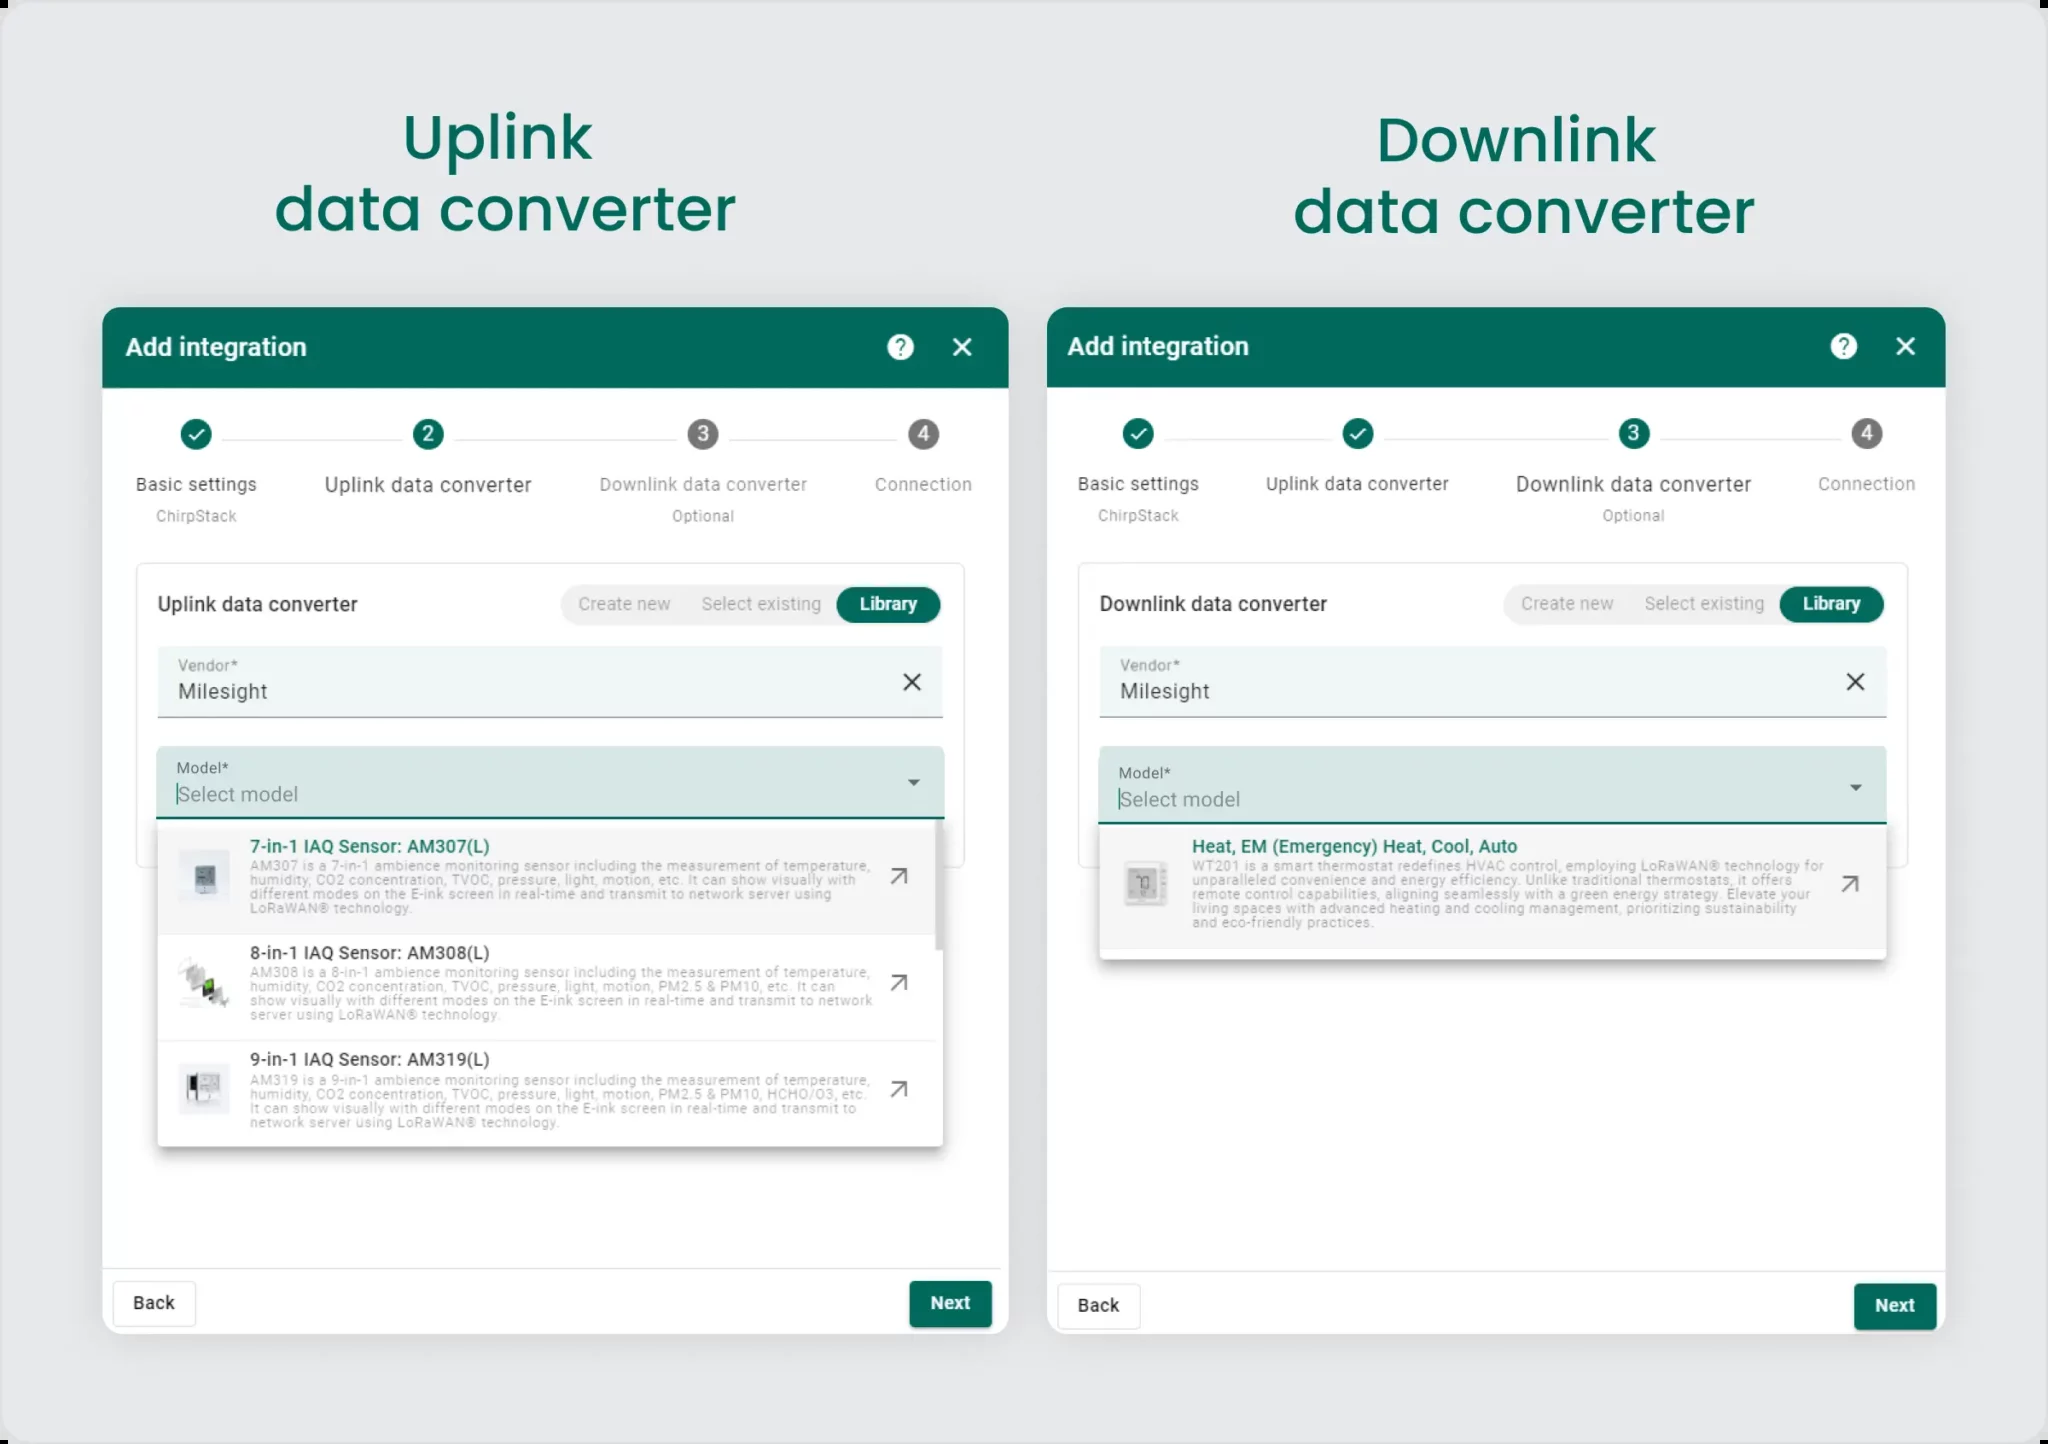 Uplink
data converter
Downlink
data converter
Add integration
?
2
3
4
Basic settings
Uplink data converter
Downlink data converter
Connection
ChirpStack
Optional
Uplink data converter
Create new
Select existing
Library
Vendor*
Milesight
Model*
Select model
7-in-1 IAQ Sensor: AM307(L)
AM307 is a 7-in-1 ambience monitoring sensor including the measurement of temperature,
humidity, CO2 concentration, TVOC, pressure, light, motion, etc. It can show visually with
different modes on the E-ink screen in real-time and transmit to network server using
LoRaWAN® technology.
8-in-1 IAQ Sensor: AM308(L)
AM308 is a 8-in-1 ambience monitoring sensor including the measurement of temperature,
humidity, CO2 concentration, TVOC, pressure, light, motion, PM2.5 & PM10, etc. It can
show visually with different modes on the E-ink screen in real-time and transmit to network
server using LoRaWAN® technology.
9-in-1 IAQ Sensor: AM319(L)
AM319 is a 9-in-1 ambience monitoring sensor including the measurement of temperature,
humidity, CO2 concentration, TVOC, pressure, light, motion, PM2.5 & PM10, HCHO/O3, etc.
It can show visually with different modes on the E-ink screen in real-time and transmit to
network server using LoRaWAN® technology.
Back
Next
Add integration
?
3
4
Basic settings
Uplink data converter
Downlink data converter
Connection
ChirpStack
Optional
Downlink data converter
Create new
Select existing
Library
Vendor*
Milesight
Model*
Select model
Heat, EM (Emergency) Heat, Cool, Auto
WT201 is a smart thermostat redefines HVAC control, employing LoRaWAN® technology for
unparalleled convenience and energy efficiency. Unlike traditional thermostats, it offers
remote control capabilities, aligning seamlessly with a green energy strategy. Elevate your
living spaces with advanced heating and cooling management, prioritizing sustainability
and eco-friendly practices.
Back
Next